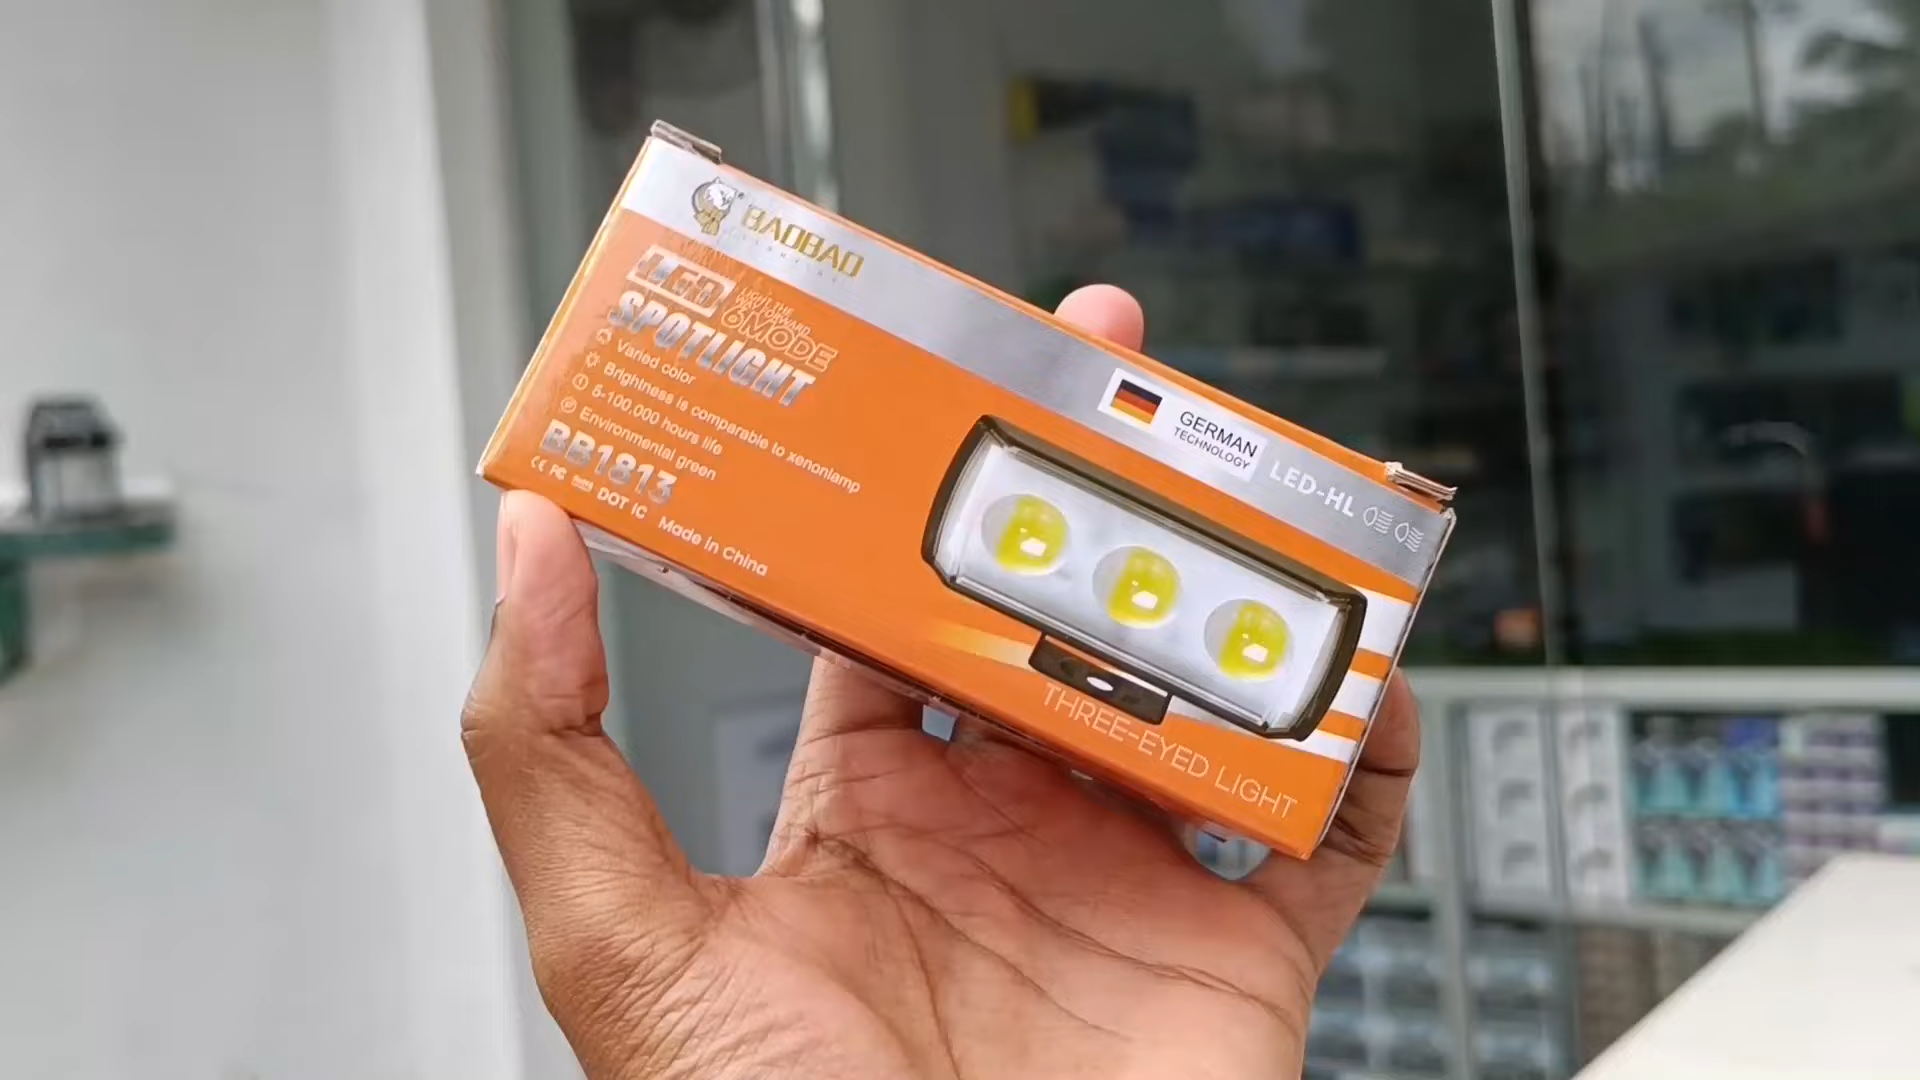 BAOBAO
LED
LIGHT THE
WAY FORWARD
6MODE
SPOTLIGHT
Varied color
Brightness is comparable to xenonlamp
5-100,000 hours life
Environmental green
BB1813
CE FC RoHS DOT IC Made in China
GERMAN
TECHNOLOGY
LED-HL
THREE-EYED LIGHT